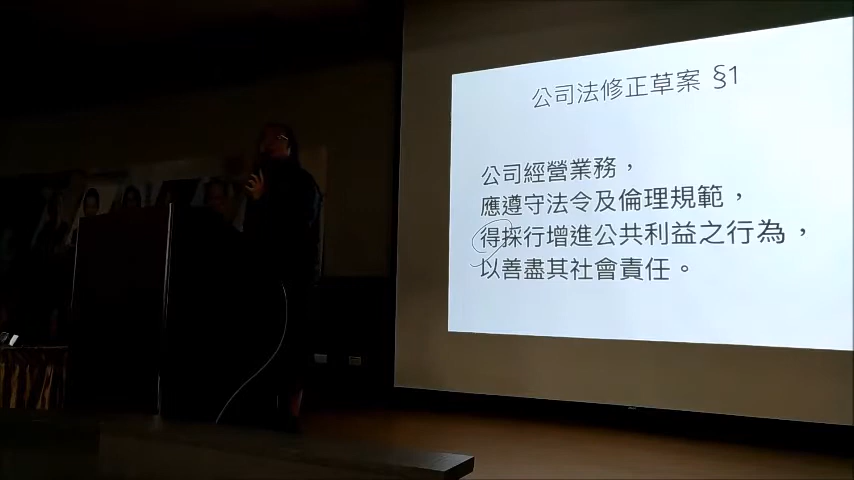 公司法修正草案 §1
公司經營業務，
應遵守法令及倫理規範，
得採行增進公共利益之行為，
以善盡其社會責任。